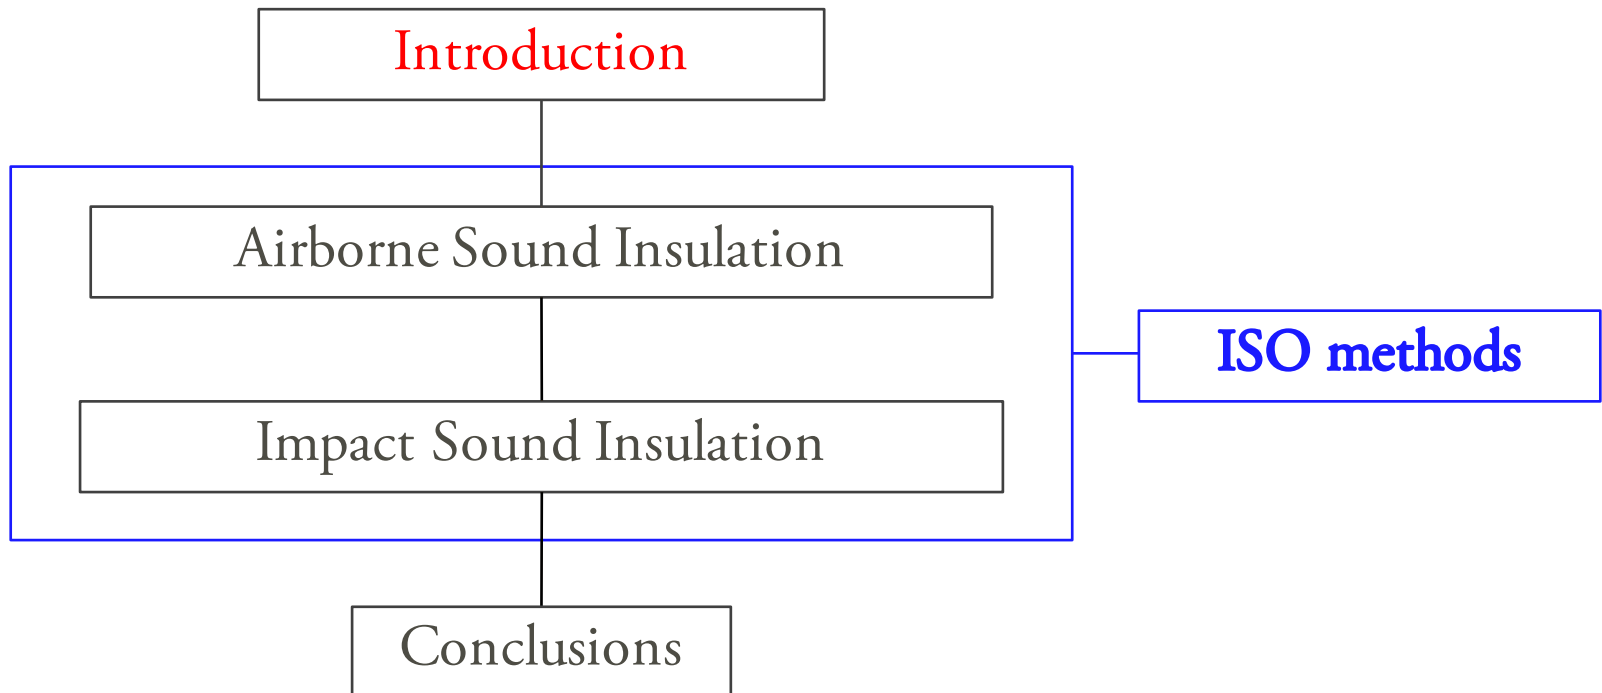 Introduction
Airborne Sound Insulation
ISO methods
Impact Sound Insulation
Conclusions